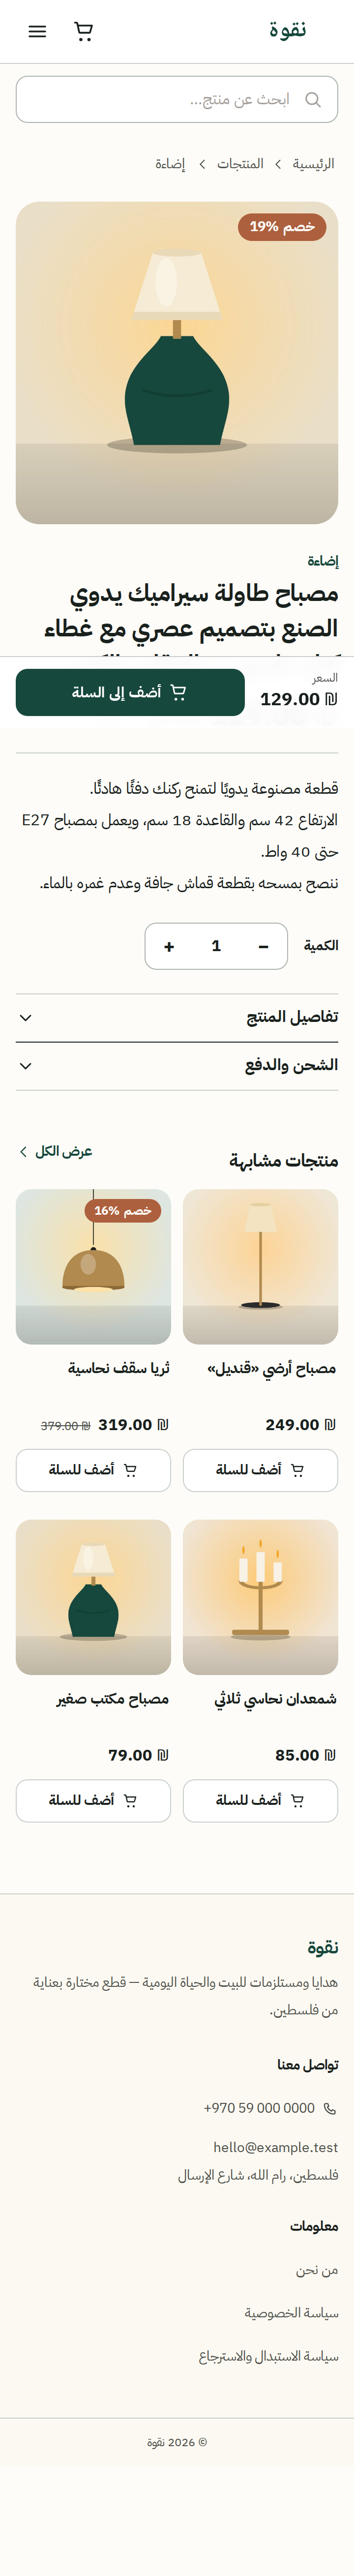 نقوة
ابحث عن منتج...
الرئيسية
المنتجات
إضاءة
خصم 19%
إضاءة
مصباح طاولة سيراميك يدوي
الصنع بتصميم عصري مع غطاء
السعر
₪ 129.00
أضف إلى السلة
قطعة مصنوعة يدويًا لتمنح ركنك دفئًا هادئًا.
الارتفاع 42 سم والقاعدة 18 سم، ويعمل بمصباح E27
حتى 40 واط.
ننصح بمسحه بقطعة قماش جافة وعدم غمره بالماء.
الكمية
− 1 +
تفاصيل المنتج
الشحن والدفع
منتجات مشابهة
عرض الكل
مصباح أرضي «قنديل»
₪ 249.00
أضف للسلة
خصم 16%
ثريا سقف نحاسية
₪ 319.00 ₪ 379.00
أضف للسلة
شمعدان نحاسي ثلاثي
₪ 85.00
أضف للسلة
مصباح مكتب صغير
₪ 79.00
أضف للسلة
نقوة
هدايا ومستلزمات للبيت والحياة اليومية — قطع مختارة بعناية
من فلسطين.
تواصل معنا
+970 59 000 0000
hello@example.test
فلسطين، رام الله، شارع الإرسال
معلومات
من نحن
سياسة الخصوصية
سياسة الاستبدال والاسترجاع
© 2026 نقوة